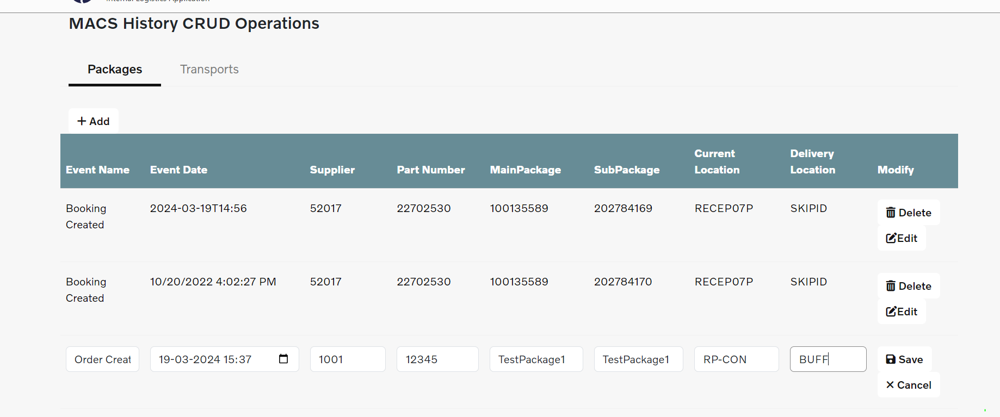 Internal Logistics Application
MACS History CRUD Operations
Packages Transports
+ Add
Event Name Event Date Supplier Part Number MainPackage SubPackage Current Location Delivery Location Modify
Booking Created 2024-03-19T14:56 52017 22702530 100135589 202784169 RECEP07P SKIPID Delete
Edit
Booking Created 10/20/2022 4:02:27 PM 52017 22702530 100135589 202784170 RECEP07P SKIPID Delete
Edit
Order Creat 19-03-2024 15:37 1001 12345 TestPackage1 TestPackage1 RP-CON BUFF Save
Cancel